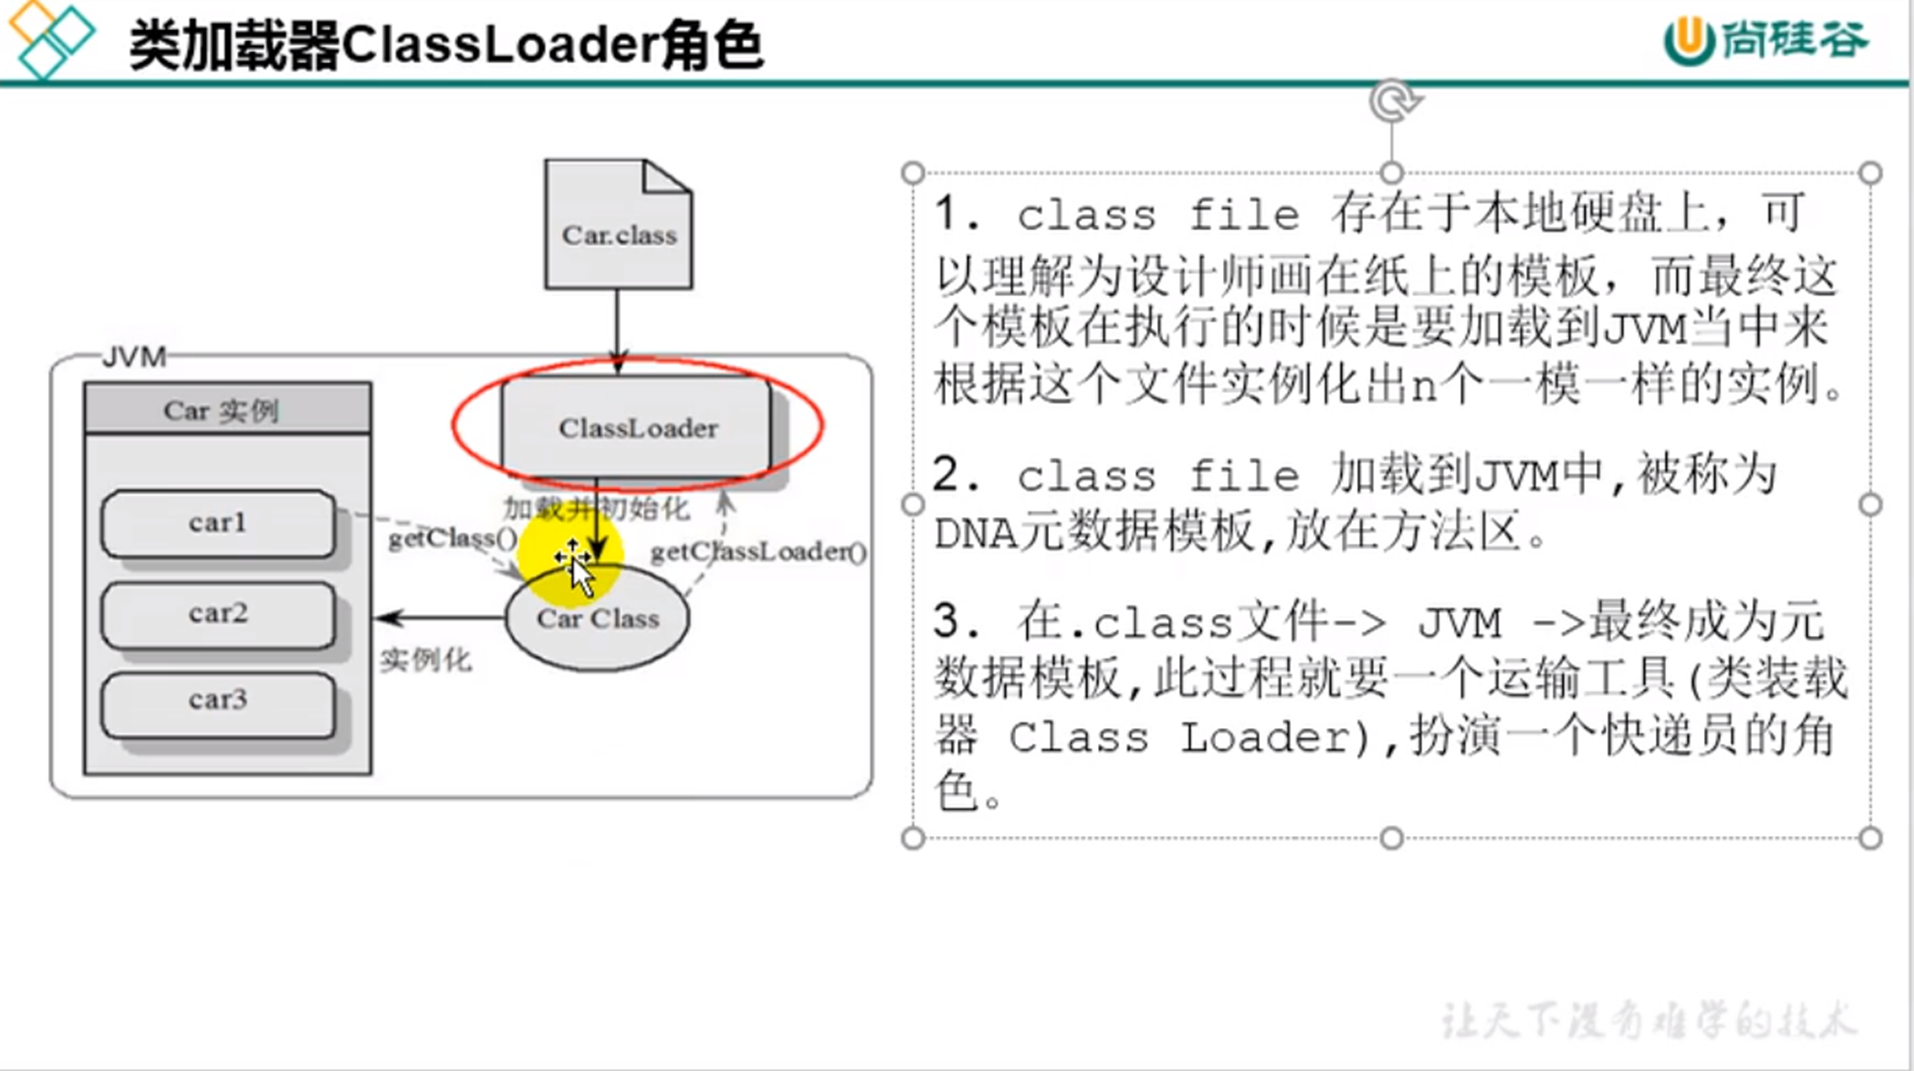 类加载器ClassLoader角色
尚硅谷
Car.class
JVM
Car 实例
ClassLoader
加载并初始化
car1
getClass()
getClassLoader()
car2
Car Class
实例化
car3
1. class file 存在于本地硬盘上，可
以理解为设计师画在纸上的模板，而最终这
个模板在执行的时候是要加载到JVM当中来
根据这个文件实例化出n个一模一样的实例。
2. class file 加载到JVM中,被称为
DNA元数据模板,放在方法区。
3. 在.class文件-> JVM ->最终成为元
数据模板,此过程就要一个运输工具(类装载
器 Class Loader),扮演一个快递员的角
色。
让天下没有难学的技术